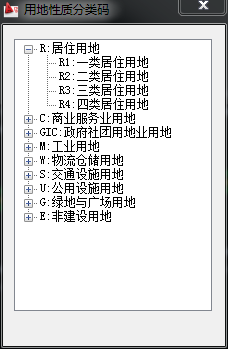 用地性质分类码
R:居住用地
R1:一类居住用地
R2:二类居住用地
R3:三类居住用地
R4:四类居住用地
C:商业服务业用地
GIC:政府社团用地业用地
M:工业用地
W:物流仓储用地
S:交通设施用地
U:公用设施用地
G:绿地与广场用地
E:非建设用地